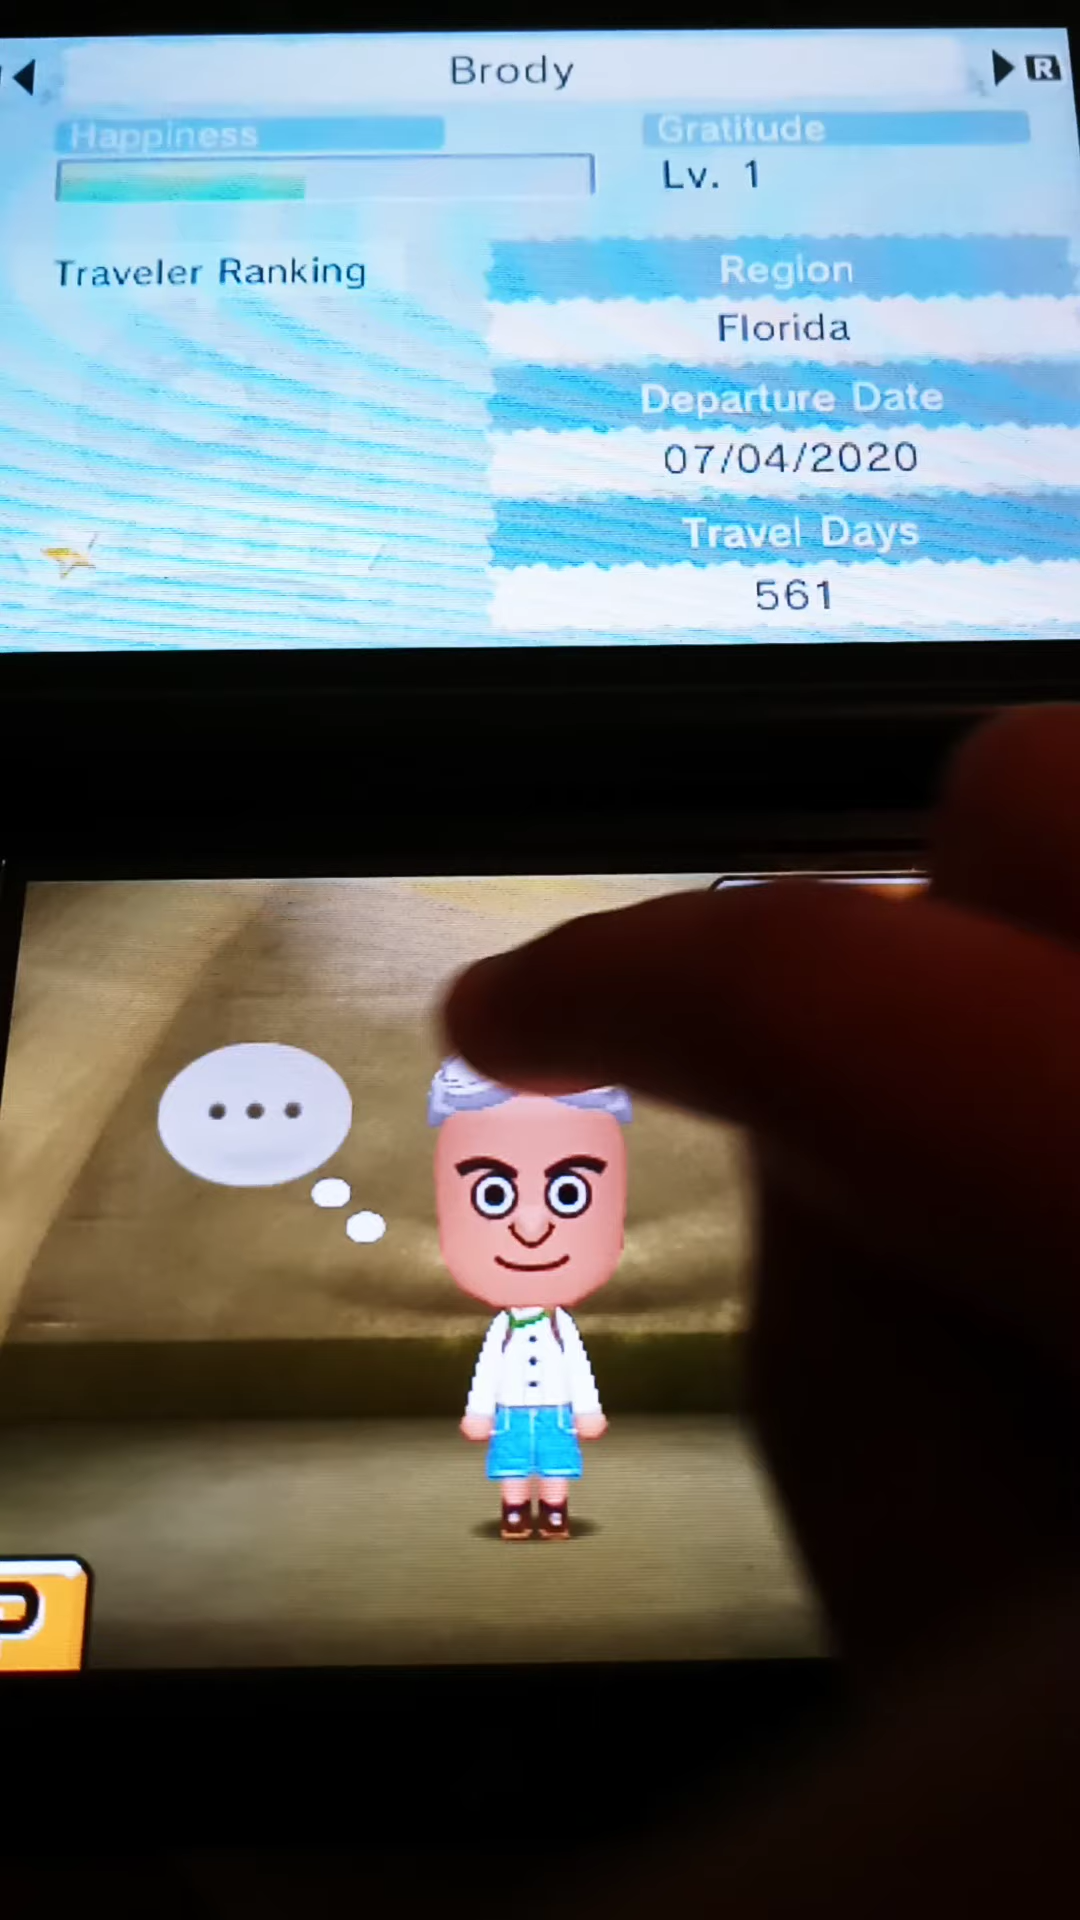 Brody
R
Happiness
Gratitude
Lv. 1
Traveler Ranking
Region
Florida
Departure Date
07/04/2020
Travel Days
561
...